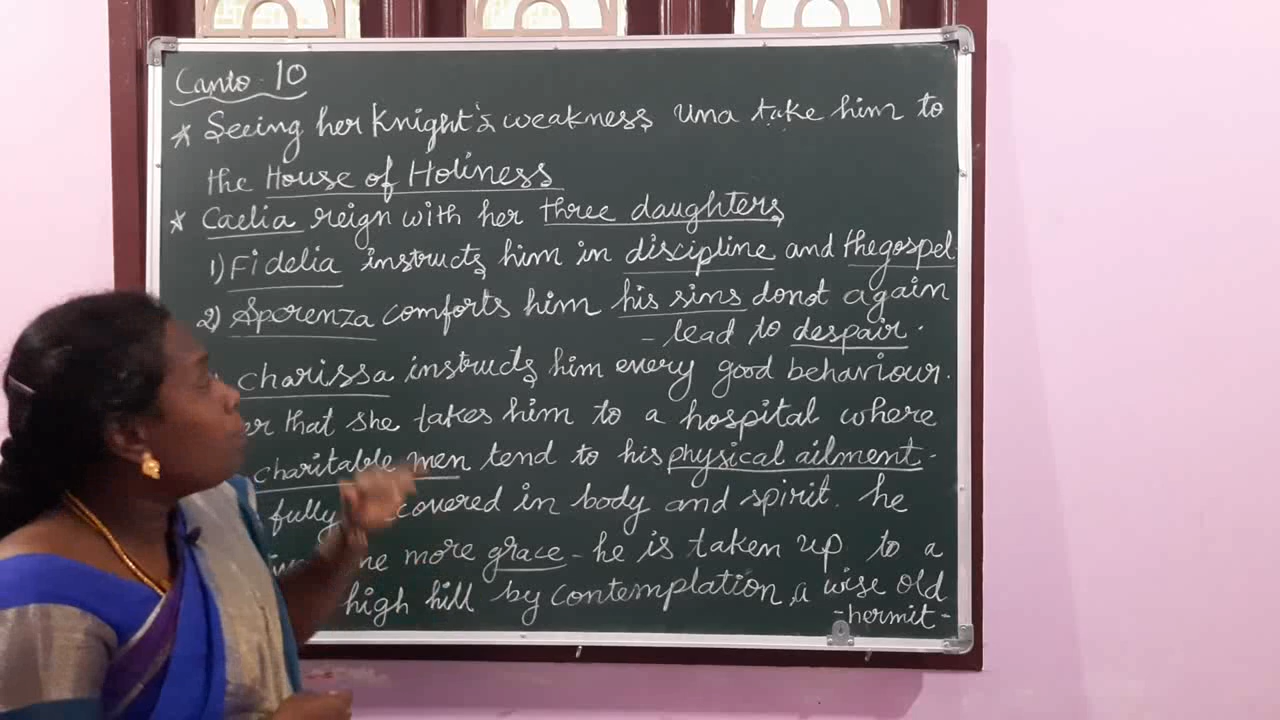 Canto - 10
* Seeing her Knight's weakness una take him to
the House of Holiness
* Caelia reign with her three daughters
1) Fidelia instructs him in discipline and the gospel
2) Sporenza comforts him his sins donot again
- lead to despair.
charissa instructs him every good behaviour.
that she takes him to a hospital where
charitable men tend to his physical ailment.
fully covered in body and spirit. he
more grace - he is taken up to a
high hill by contemplation, a wise old
- hermit -